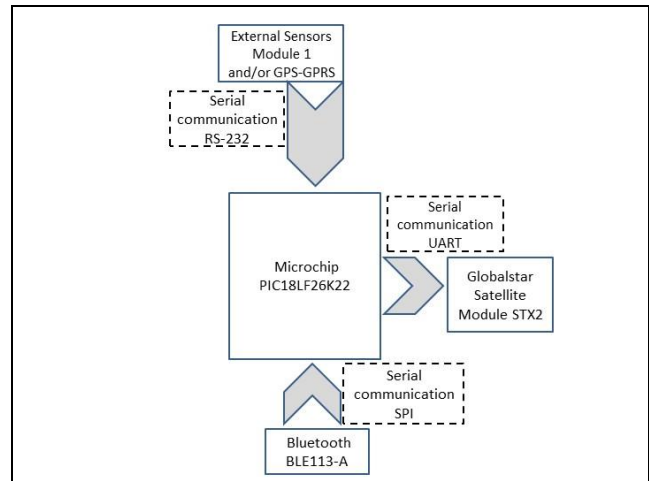 External Sensors
Module 1
and/or GPS-GPRS
Serial
communication
RS-232
Serial
communication
UART
Microchip
PIC18LF26K22
Globalstar
Satellite
Module STX2
Serial
communication
SPI
Bluetooth
BLE113-A